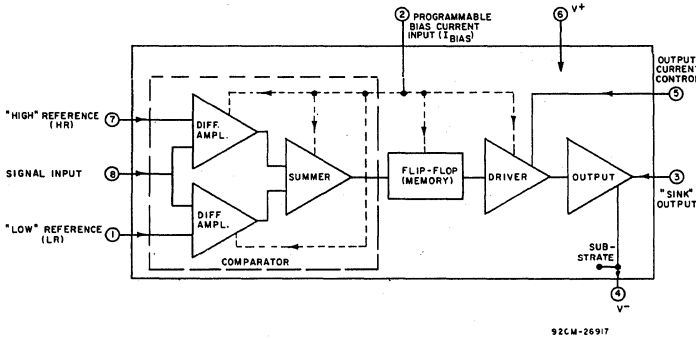 ② PROGRAMMABLE
BIAS CURRENT
INPUT (I BIAS)
⑥ V+
OUTPUT
CURRENT
CONTROL
⑤
"HIGH" REFERENCE
(HR)
⑦
DIFF.
AMPL.
SIGNAL INPUT
⑧
SUMMER
FLIP-FLOP
(MEMORY)
DRIVER
OUTPUT
③
"SINK"
OUTPUT
"LOW" REFERENCE
(LR)
①
DIFF
AMPL.
COMPARATOR
SUB-
STRATE
④
V-
92CM-26917